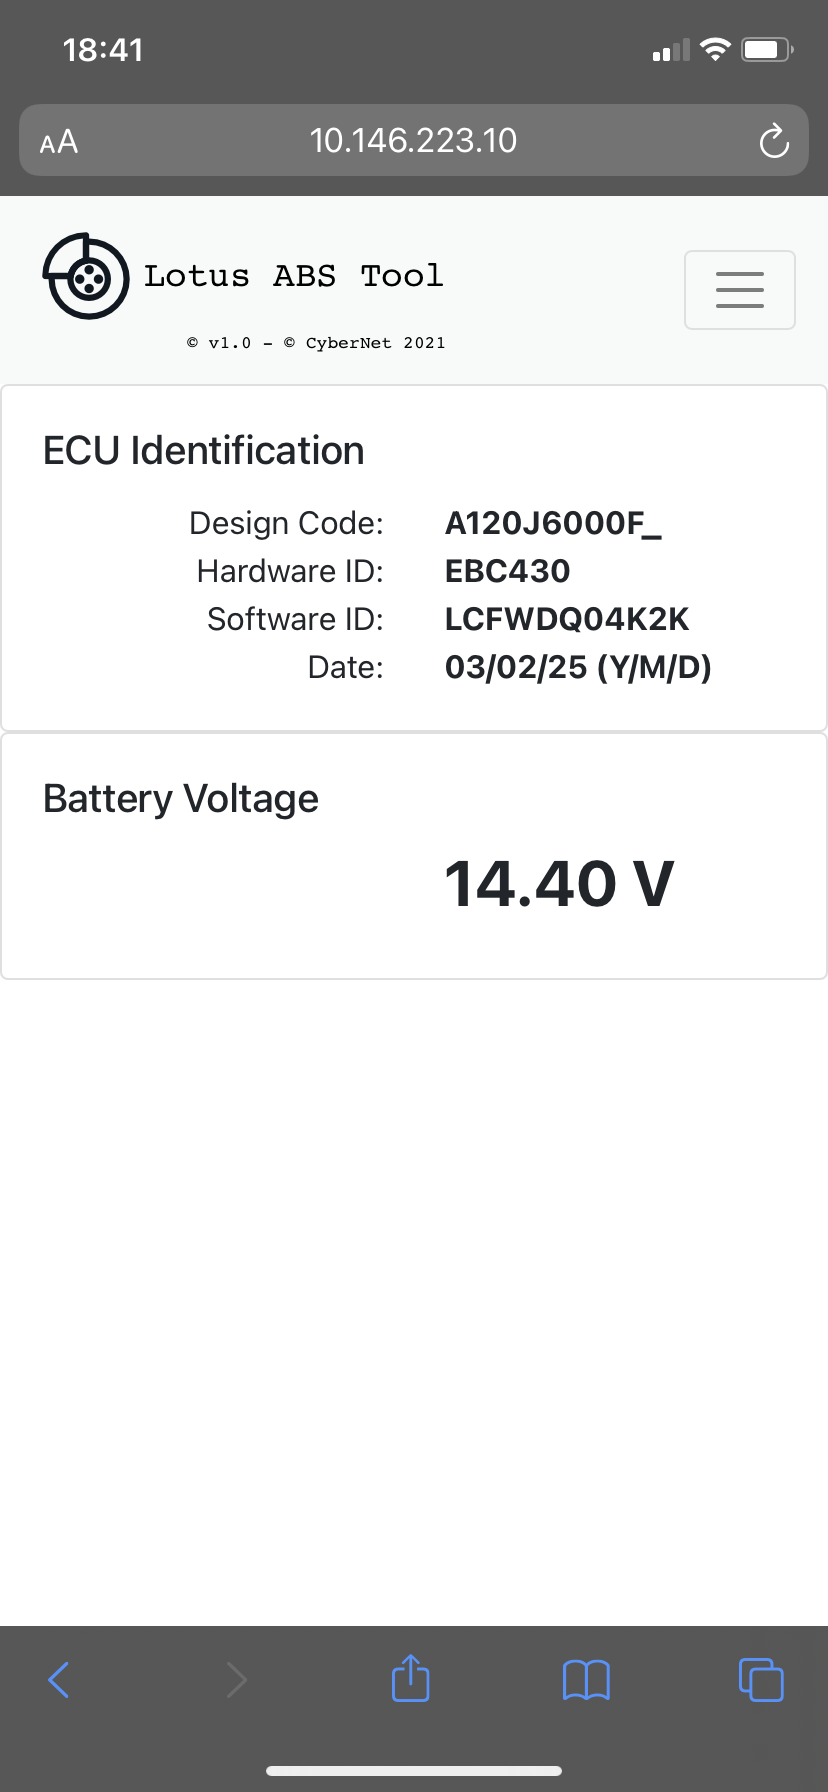 18:41
AA 10.146.223.10
Lotus ABS Tool
© v1.0 - © CyberNet 2021
ECU Identification
Design Code: A120J6000F_
Hardware ID: EBC430
Software ID: LCFWDQ04K2K
Date: 03/02/25 (Y/M/D)
Battery Voltage
14.40 V